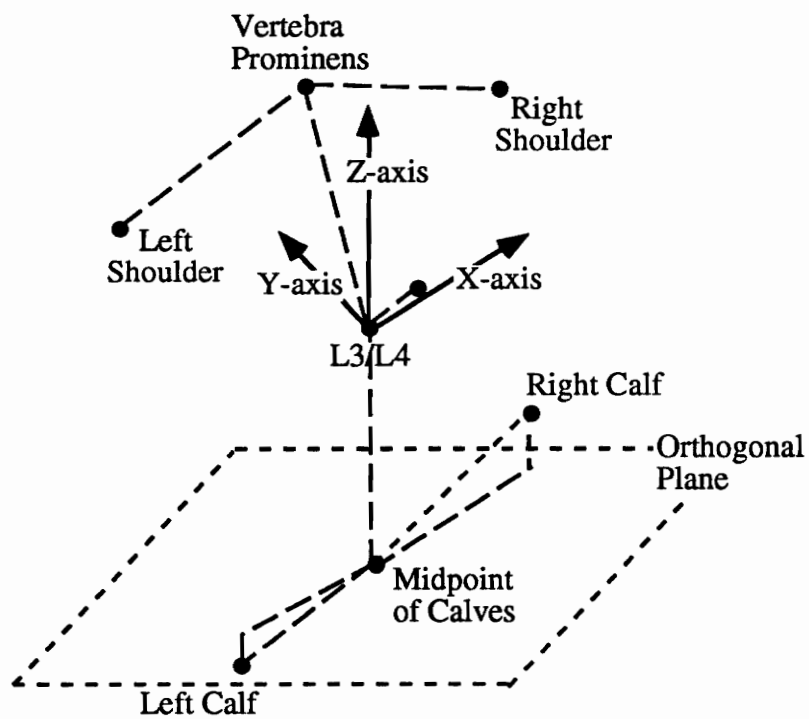 Vertebra
Prominens
Right
Shoulder
Z-axis
Left
Shoulder
Y-axis
X-axis
L3/L4
Right Calf
Orthogonal
Plane
Midpoint
of Calves
Left Calf